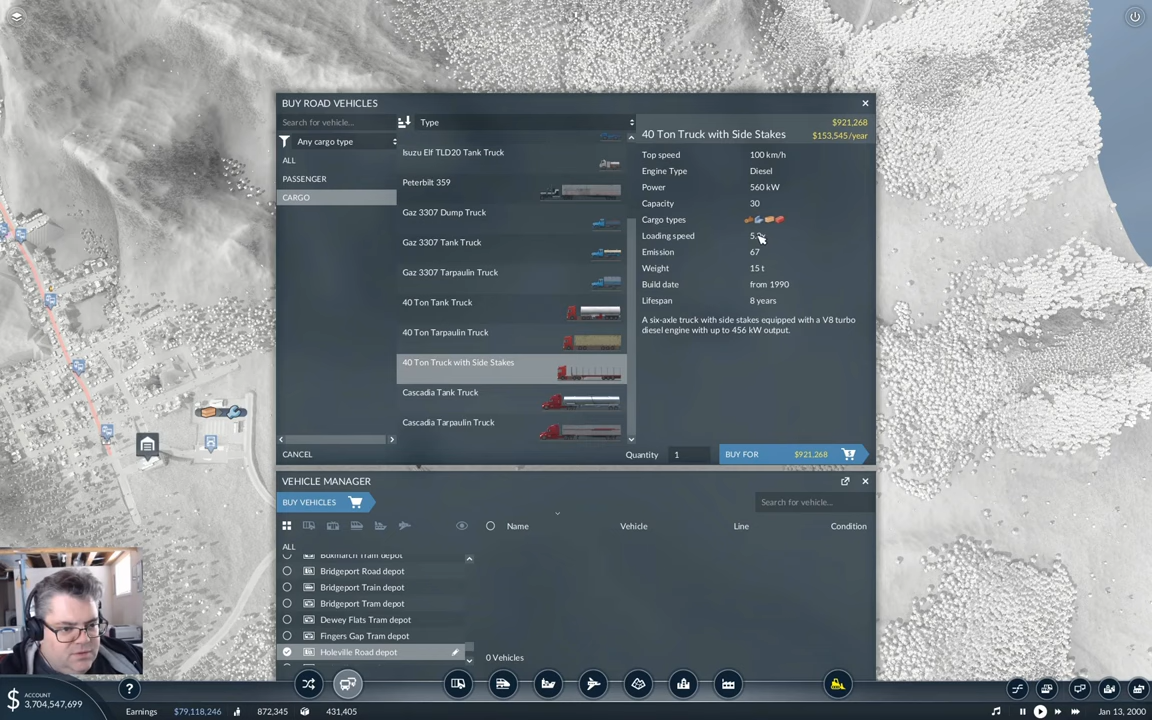 BUY ROAD VEHICLES
Search for vehicle...
Type
Any cargo type
ALL
PASSENGER
CARGO
Isuzu Elf TLD20 Tank Truck
Peterbilt 359
Gaz 3307 Dump Truck
Gaz 3307 Tank Truck
Gaz 3307 Tarpaulin Truck
40 Ton Tank Truck
40 Ton Tarpaulin Truck
40 Ton Truck with Side Stakes
Cascadia Tank Truck
Cascadia Tarpaulin Truck
$921,268
40 Ton Truck with Side Stakes
$153,545/year
Top speed 100 km/h
Engine Type Diesel
Power 560 kW
Capacity 30
Cargo types
Loading speed
Emission 67
Weight 15 t
Build date from 1990
Lifespan 8 years
A six-axle truck with side stakes equipped with a V8 turbo
diesel engine with up to 456 kW output.
CANCEL
Quantity 1
BUY FOR $921,268
VEHICLE MANAGER
BUY VEHICLES
Search for vehicle...
Name Vehicle Line Condition
ALL
Boxmarch Tram depot
Bridgeport Road depot
Bridgeport Train depot
Bridgeport Tram depot
Dewey Flats Tram depot
Fingers Gap Tram depot
Holeville Road depot
0 Vehicles
?
$ ACCOUNT
3,704,547,699
Earnings $79,118,246 872,345 431,405
Jan 13, 2000